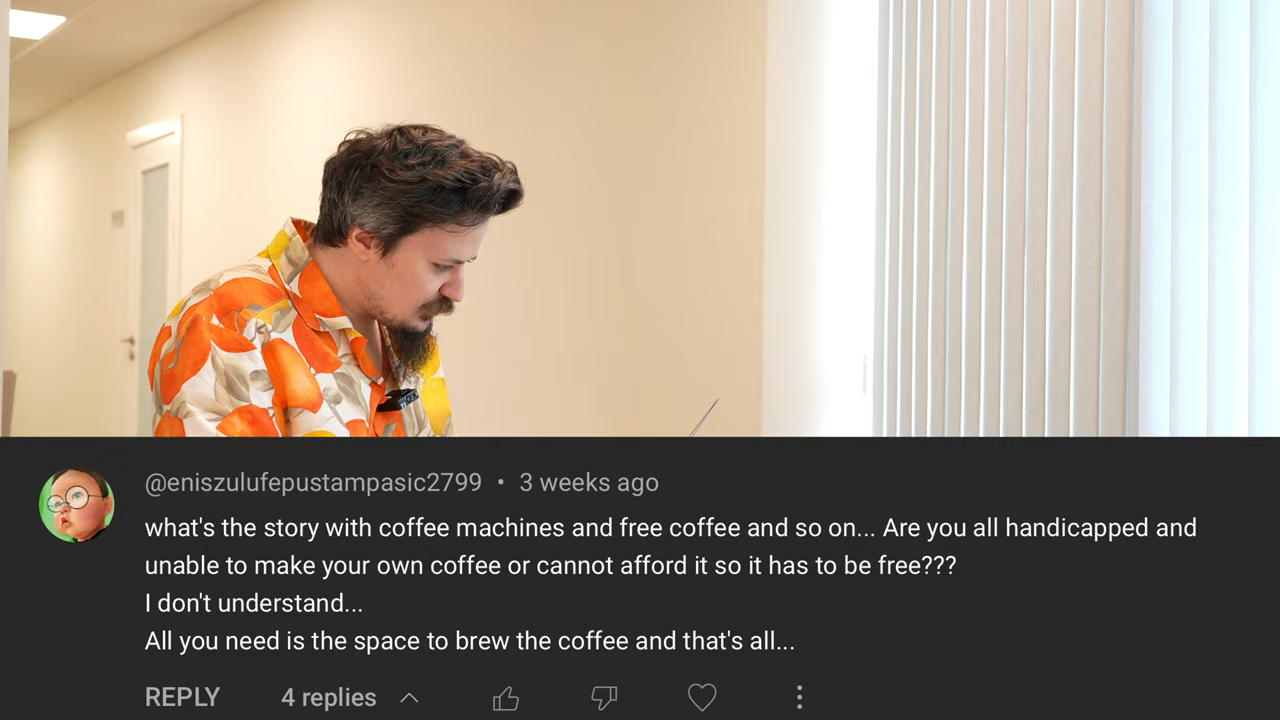 @eniszulufepustampasic2799 • 3 weeks ago
what's the story with coffee machines and free coffee and so on... Are you all handicapped and
unable to make your own coffee or cannot afford it so it has to be free???
I don't understand...
All you need is the space to brew the coffee and that's all...
REPLY 4 replies